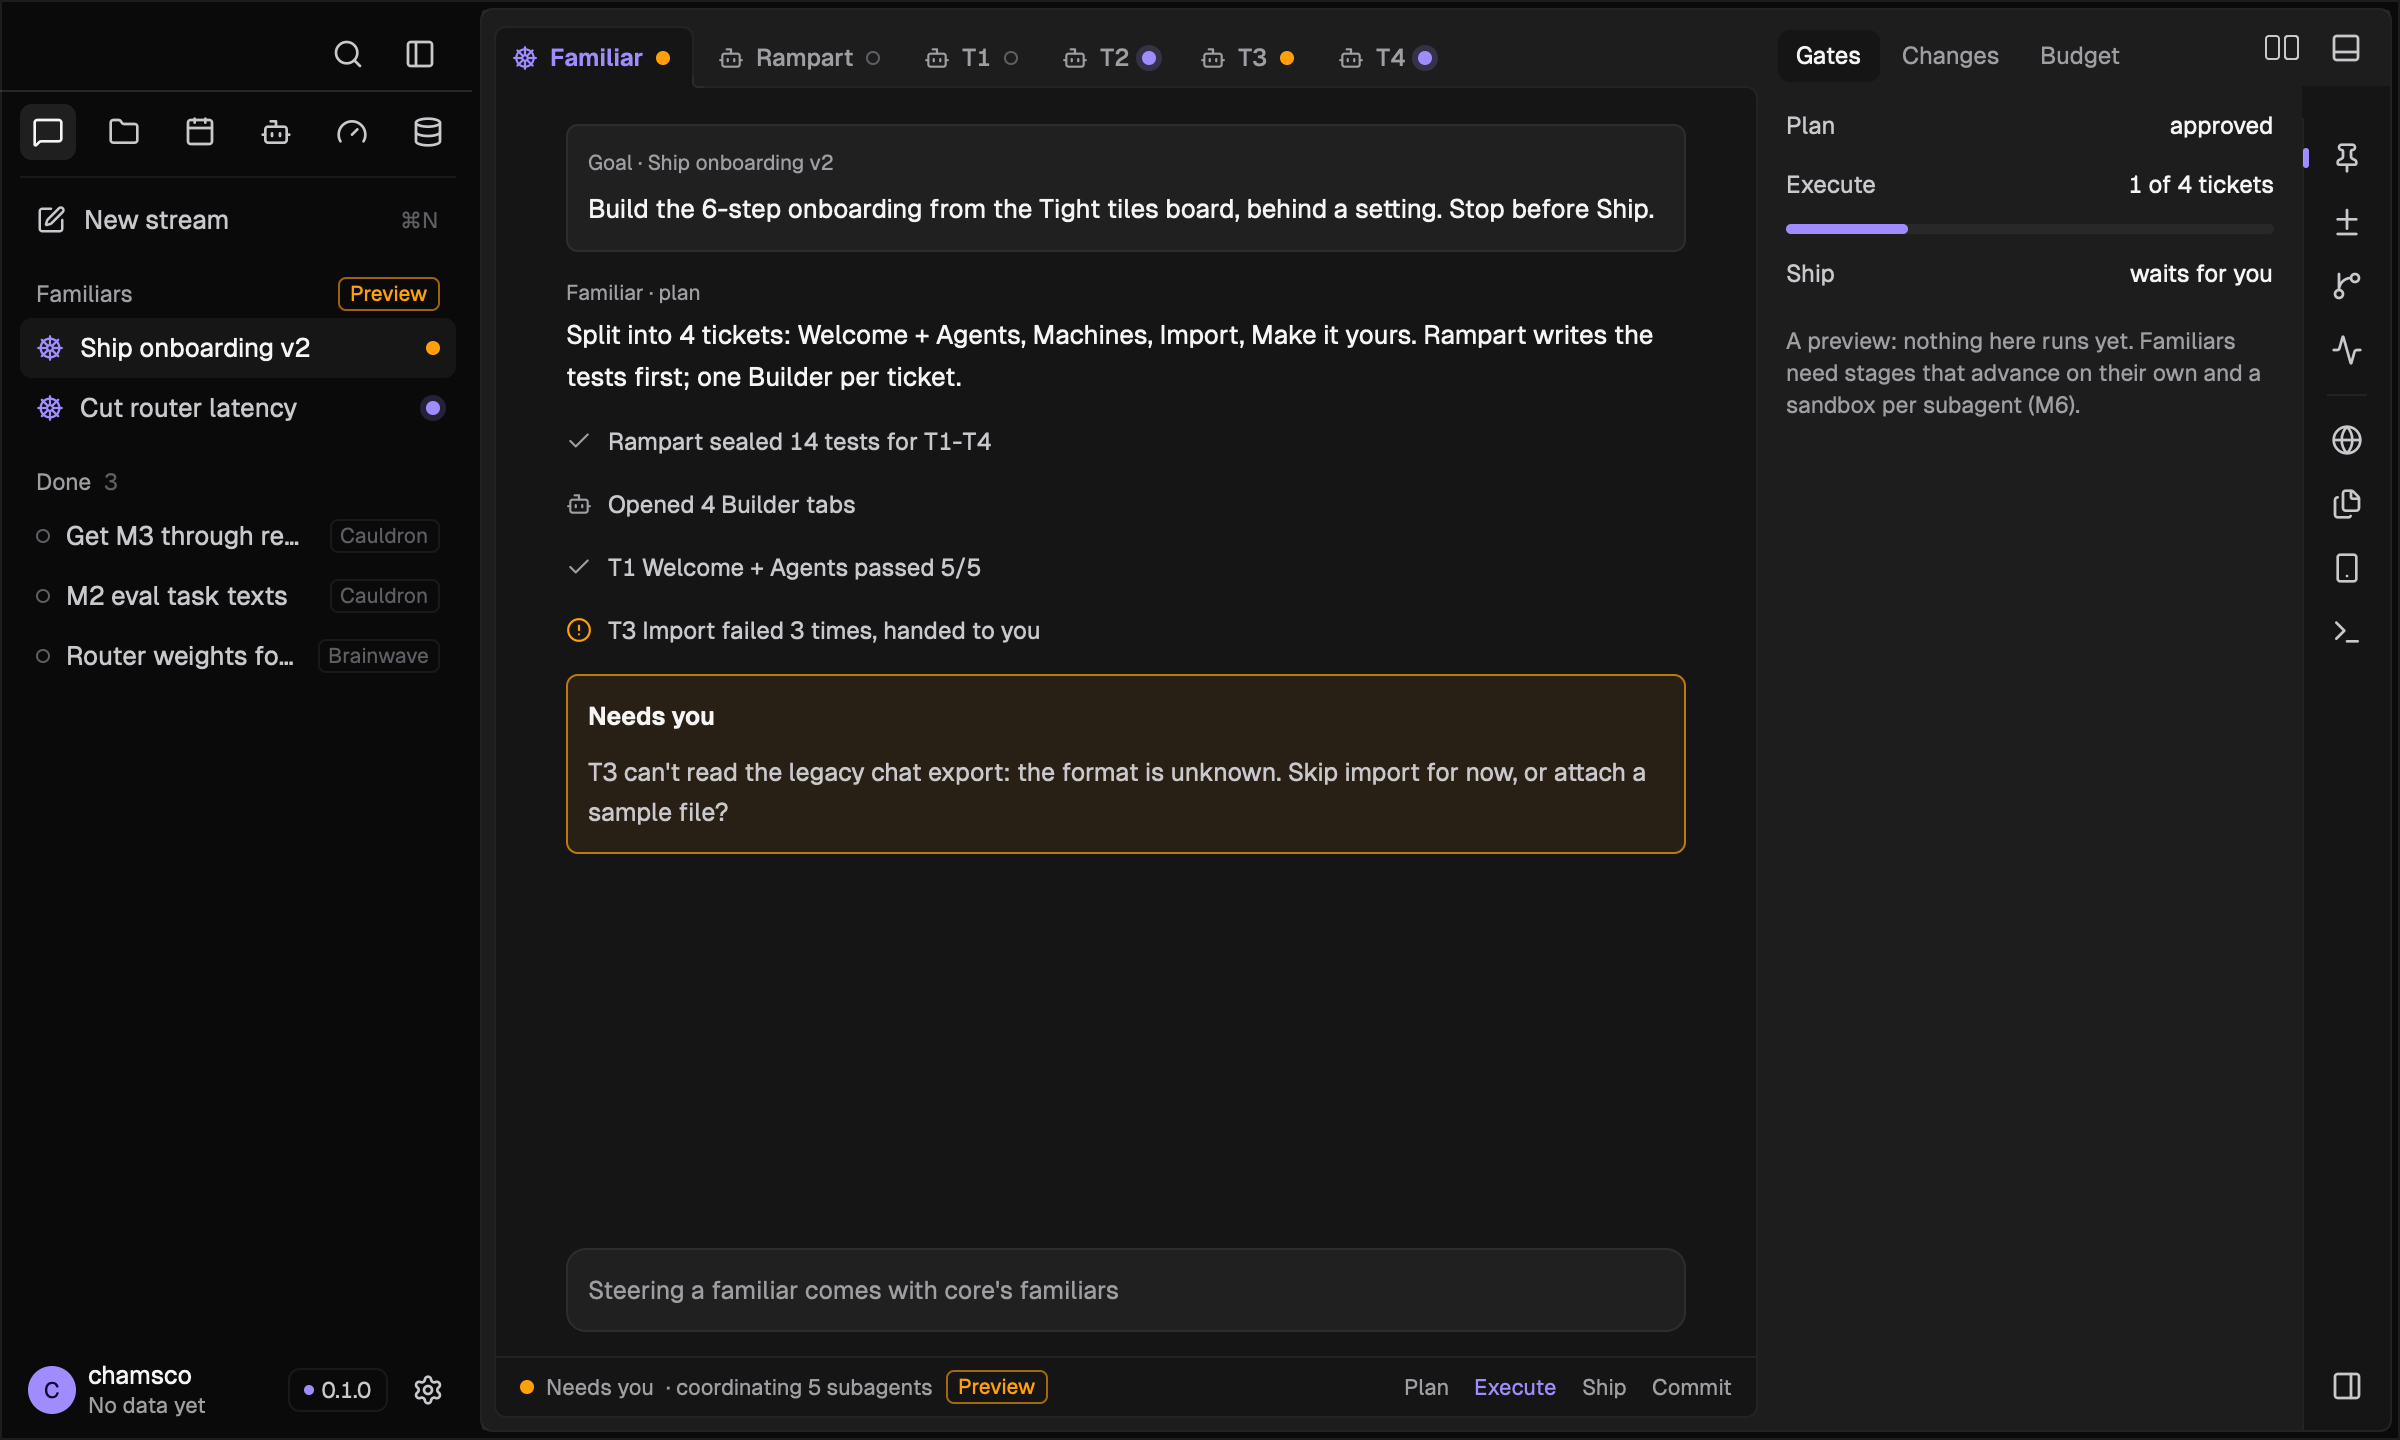 New stream
⌘N
Familiars
Preview
Ship onboarding v2
Cut router latency
Done 3
Get M3 through re...
Cauldron
M2 eval task texts
Cauldron
Router weights fo...
Brainwave
C
chamsco
No data yet
0.1.0
Familiar
Rampart
T1
T2
T3
T4
Goal · Ship onboarding v2
Build the 6-step onboarding from the Tight tiles board, behind a setting. Stop before Ship.
Familiar · plan
Split into 4 tickets: Welcome + Agents, Machines, Import, Make it yours. Rampart writes the
tests first; one Builder per ticket.
Rampart sealed 14 tests for T1-T4
Opened 4 Builder tabs
T1 Welcome + Agents passed 5/5
T3 Import failed 3 times, handed to you
Needs you
T3 can't read the legacy chat export: the format is unknown. Skip import for now, or attach a
sample file?
Steering a familiar comes with core's familiars
Needs you · coordinating 5 subagents
Preview
Plan
Execute
Ship
Commit
Gates
Changes
Budget
Plan
approved
Execute
1 of 4 tickets
Ship
waits for you
A preview: nothing here runs yet. Familiars
need stages that advance on their own and a
sandbox per subagent (M6).